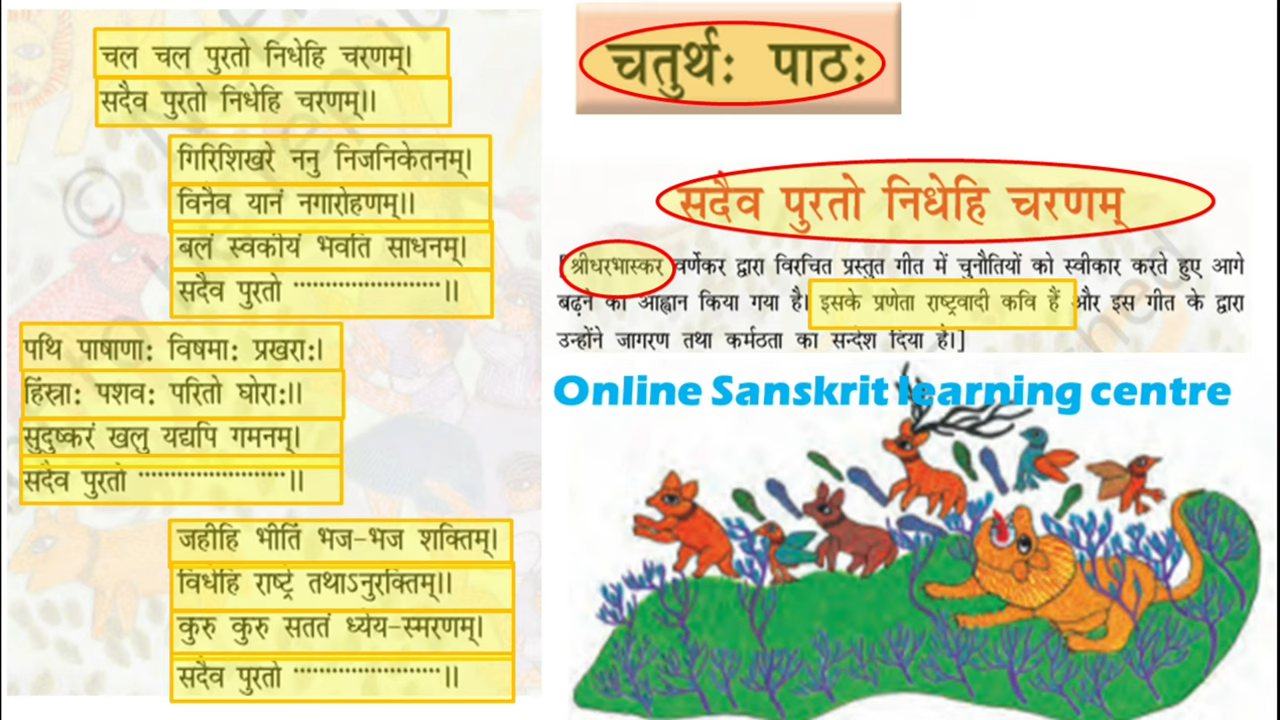 चल चल पुरतो निधेहि चरणम्।
सदैव पुरतो निधेहि चरणम्।।
गिरिशिखरे ननु निजनिकेतनम्।
विनैव यानं नगारोहणम्।।
बलं स्वकीयं भवति साधनम्।
सदैव पुरतो ........................।।
पथि पाषाणाः विषमाः प्रखराः।
हिंस्राः पशवः परितो घोराः।।
सुदुष्करं खलु यद्यपि गमनम्।
सदैव पुरतो ........................।।
जहीहि भीतिं भज-भज शक्तिम्।
विधेहि राष्ट्रे तथाऽनुरक्तिम्।।
कुरु कुरु सततं ध्येय-स्मरणम्।
सदैव पुरतो ........................।।
चतुर्थः पाठः
सदैव पुरतो निधेहि चरणम्
[श्रीधरभास्कर वर्णेकर द्वारा विरचित प्रस्तुत गीत में चुनौतियों को स्वीकार करते हुए आगे
बढ़ने का आह्वान किया गया है। इसके प्रणेता राष्ट्रवादी कवि हैं और इस गीत के द्वारा
उन्होंने जागरण तथा कर्मठता का सन्देश दिया है।]
Online Sanskrit learning centre